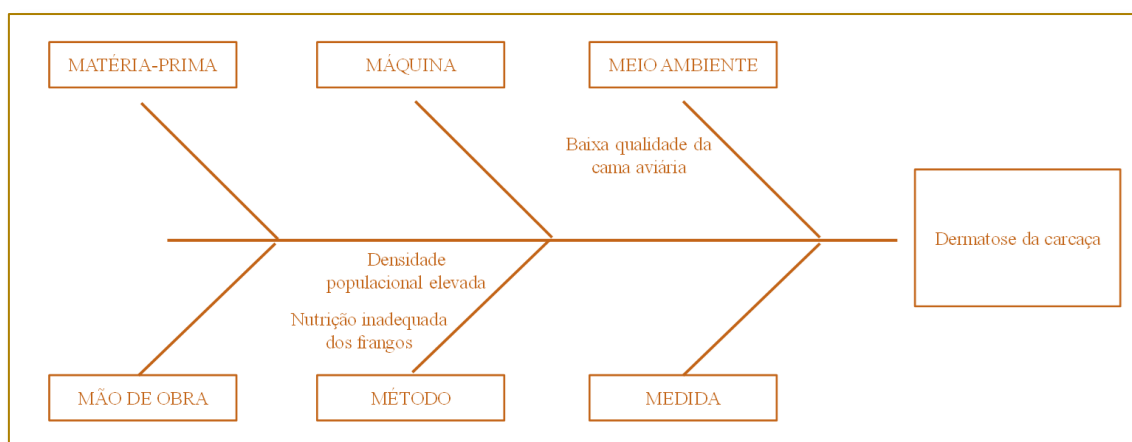 MATÉRIA-PRIMA
MÁQUINA
MEIO AMBIENTE
Baixa qualidade da
cama aviária
Dermatose da carcaça
Densidade
populacional elevada
Nutrição inadequada
dos frangos
MÃO DE OBRA
MÉTODO
MEDIDA